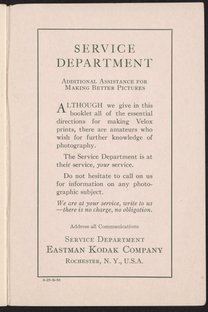 SERVICE
DEPARTMENT
ADDITIONAL ASSISTANCE FOR
MAKING BETTER PICTURES
ALTHOUGH we give in this
booklet all of the essential
directions for making Velox
prints, there are amateurs who
wish for further knowledge of
photography.
The Service Department is at
their service, your service.
Do not hesitate to call on us
for information on any photo-
graphic subject.
We are at your service, write to us
—there is no charge, no obligation.
Address all Communications
SERVICE DEPARTMENT
EASTMAN KODAK COMPANY
ROCHESTER, N. Y., U.S.A.